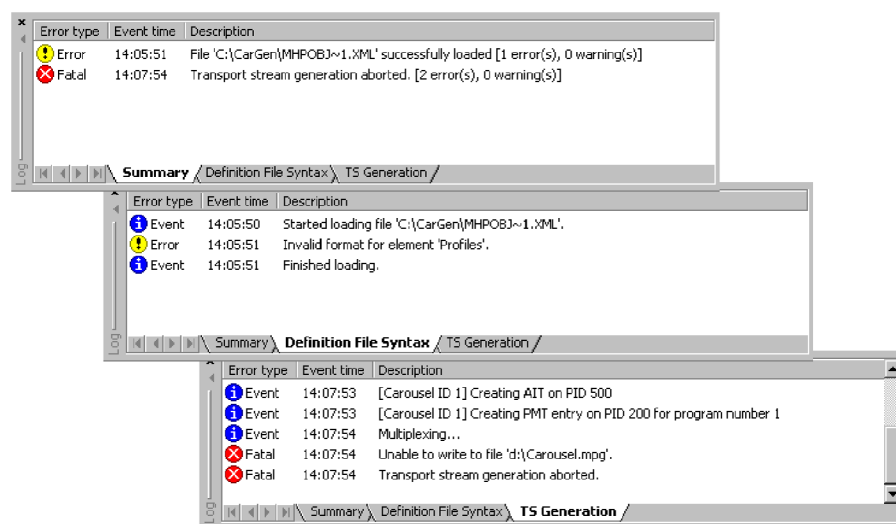 Error type Event time Description
Error 14:05:51 File 'C:\CarGen\MHPOBJ~1.XML' successfully loaded [1 error(s), 0 warning(s)]
Fatal 14:07:54 Transport stream generation aborted. [2 error(s), 0 warning(s)]
Log
Summary Definition File Syntax TS Generation
Error type Event time Description
Event 14:05:50 Started loading file 'C:\CarGen\MHPOBJ~1.XML'.
Error 14:05:51 Invalid format for element 'Profiles'.
Event 14:05:51 Finished loading.
Log
Summary Definition File Syntax TS Generation
Error type Event time Description
Event 14:07:53 [Carousel ID 1] Creating AIT on PID 500
Event 14:07:53 [Carousel ID 1] Creating PMT entry on PID 200 for program number 1
Event 14:07:54 Multiplexing...
Fatal 14:07:54 Unable to write to file 'd:\Carousel.mpg'.
Fatal 14:07:54 Transport stream generation aborted.
Log
Summary Definition File Syntax TS Generation